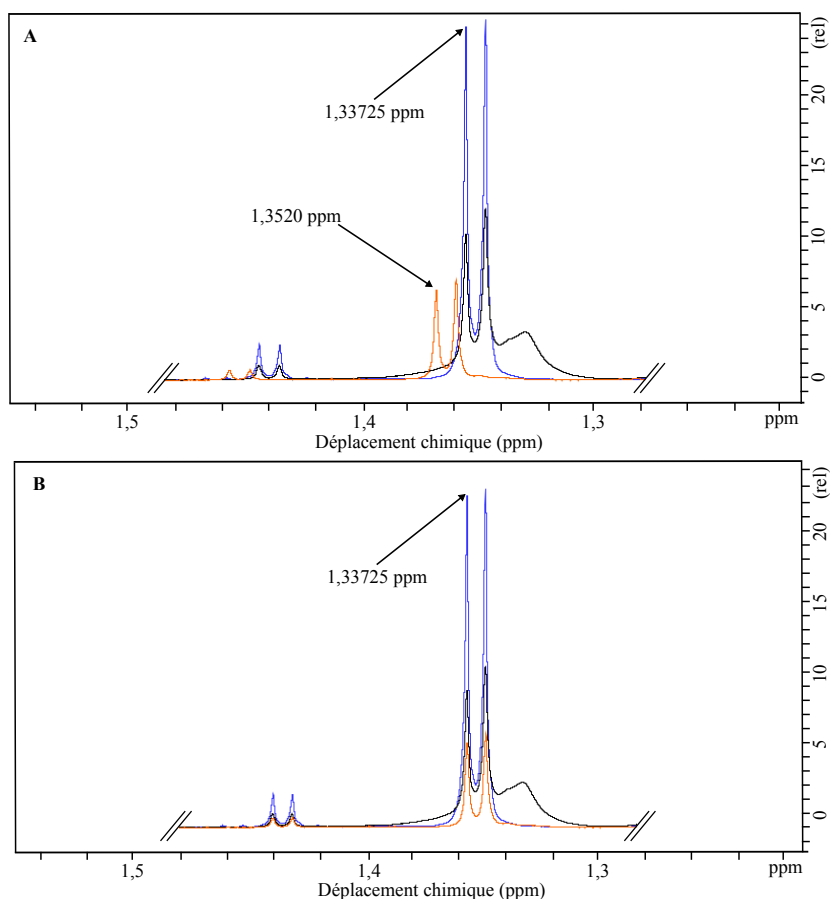 A
(rel)
1,33725 ppm
20
15
1,3520 ppm
10
5
0
1,5
1,4
1,3
ppm
Déplacement chimique (ppm)
B
(rel)
20
1,33725 ppm
15
10
5
0
1,5
1,4
1,3
ppm
Déplacement chimique (ppm)